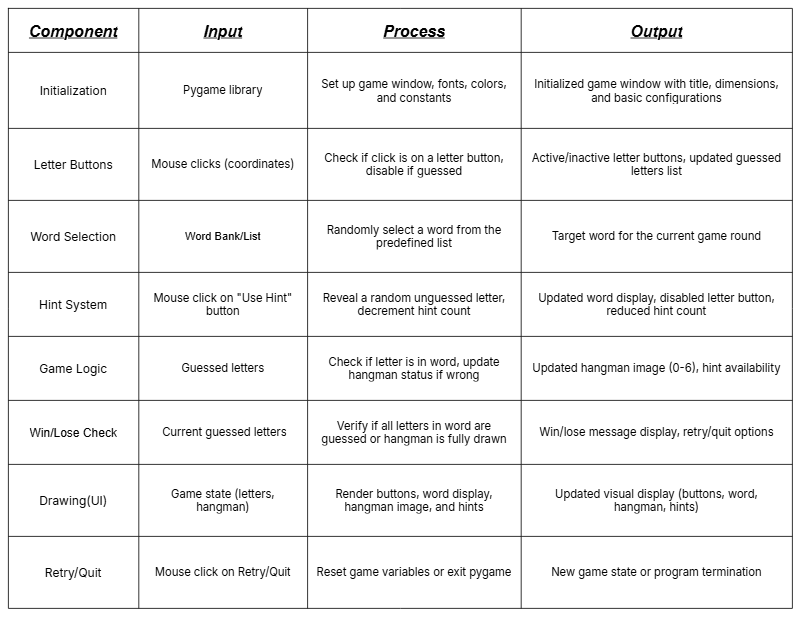 Component
Input
Process
Output
Initialization
Pygame library
Set up game window, fonts, colors,
and constants
Initialized game window with title, dimensions,
and basic configurations
Letter Buttons
Mouse clicks (coordinates)
Check if click is on a letter button,
disable if guessed
Active/inactive letter buttons, updated guessed
letters list
Word Selection
Word Bank/List
Randomly select a word from the
predefined list
Target word for the current game round
Hint System
Mouse click on "Use Hint"
button
Reveal a random unguessed letter,
decrement hint count
Updated word display, disabled letter button,
reduced hint count
Game Logic
Guessed letters
Check if letter is in word, update
hangman status if wrong
Updated hangman image (0-6), hint availability
Win/Lose Check
Current guessed letters
Verify if all letters in word are
guessed or hangman is fully drawn
Win/lose message display, retry/quit options
Drawing(UI)
Game state (letters,
hangman)
Render buttons, word display,
hangman image, and hints
Updated visual display (buttons, word,
hangman, hints)
Retry/Quit
Mouse click on Retry/Quit
Reset game variables or exit pygame
New game state or program termination